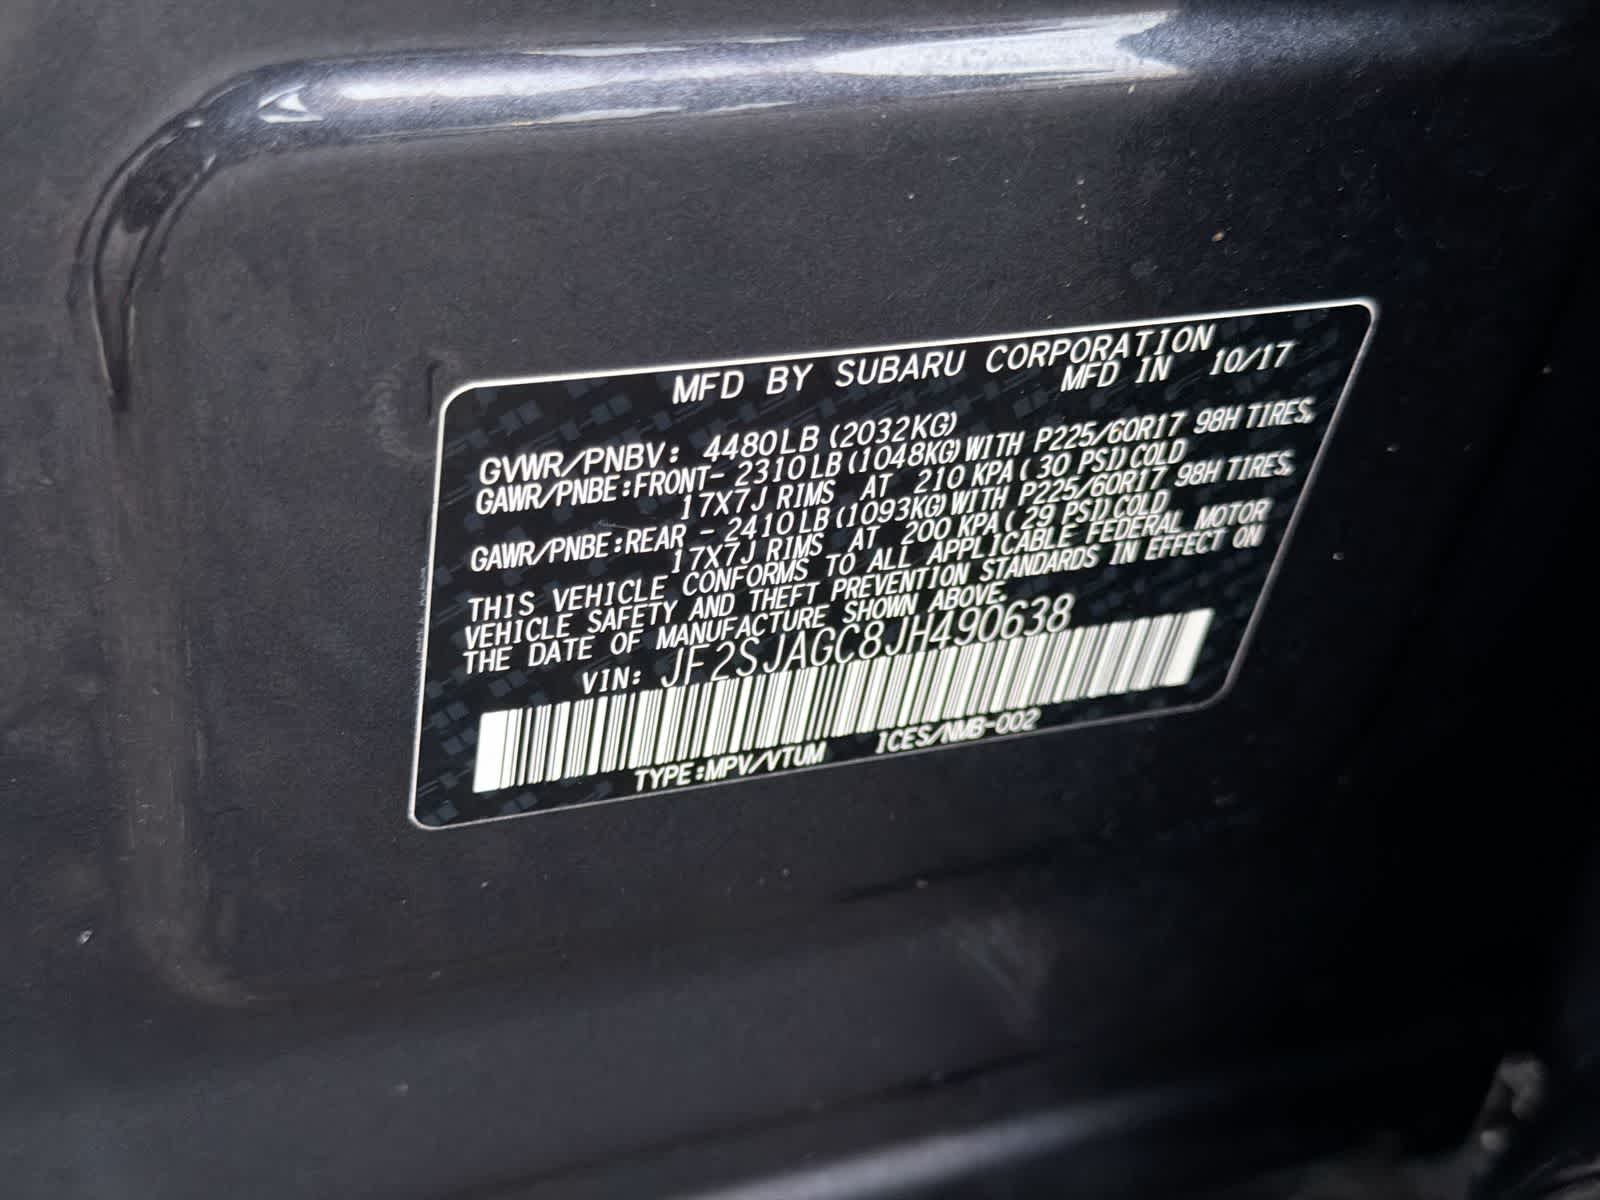 MFD BY SUBARU CORPORATION
MFD IN 10/17
GVWR/PNBV: 4480LB (2032KG)
GAWR/PNBE:FRONT- 2310LB (1048KG) WITH P225/60R17 98H TIRES,
17X7J RIMS AT 210 KPA ( 30 PSI) COLD
GAWR/PNBE:REAR - 2410LB (1093KG) WITH P225/60R17 98H TIRES,
17X7J RIMS AT 200 KPA ( 29 PSI) COLD
THIS VEHICLE CONFORMS TO ALL APPLICABLE FEDERAL MOTOR
VEHICLE SAFETY AND THEFT PREVENTION STANDARDS IN EFFECT ON
THE DATE OF MANUFACTURE SHOWN ABOVE.
VIN: JF2SJAGC8JH490638
TYPE:MPV/VTUM ICES/NMB-002